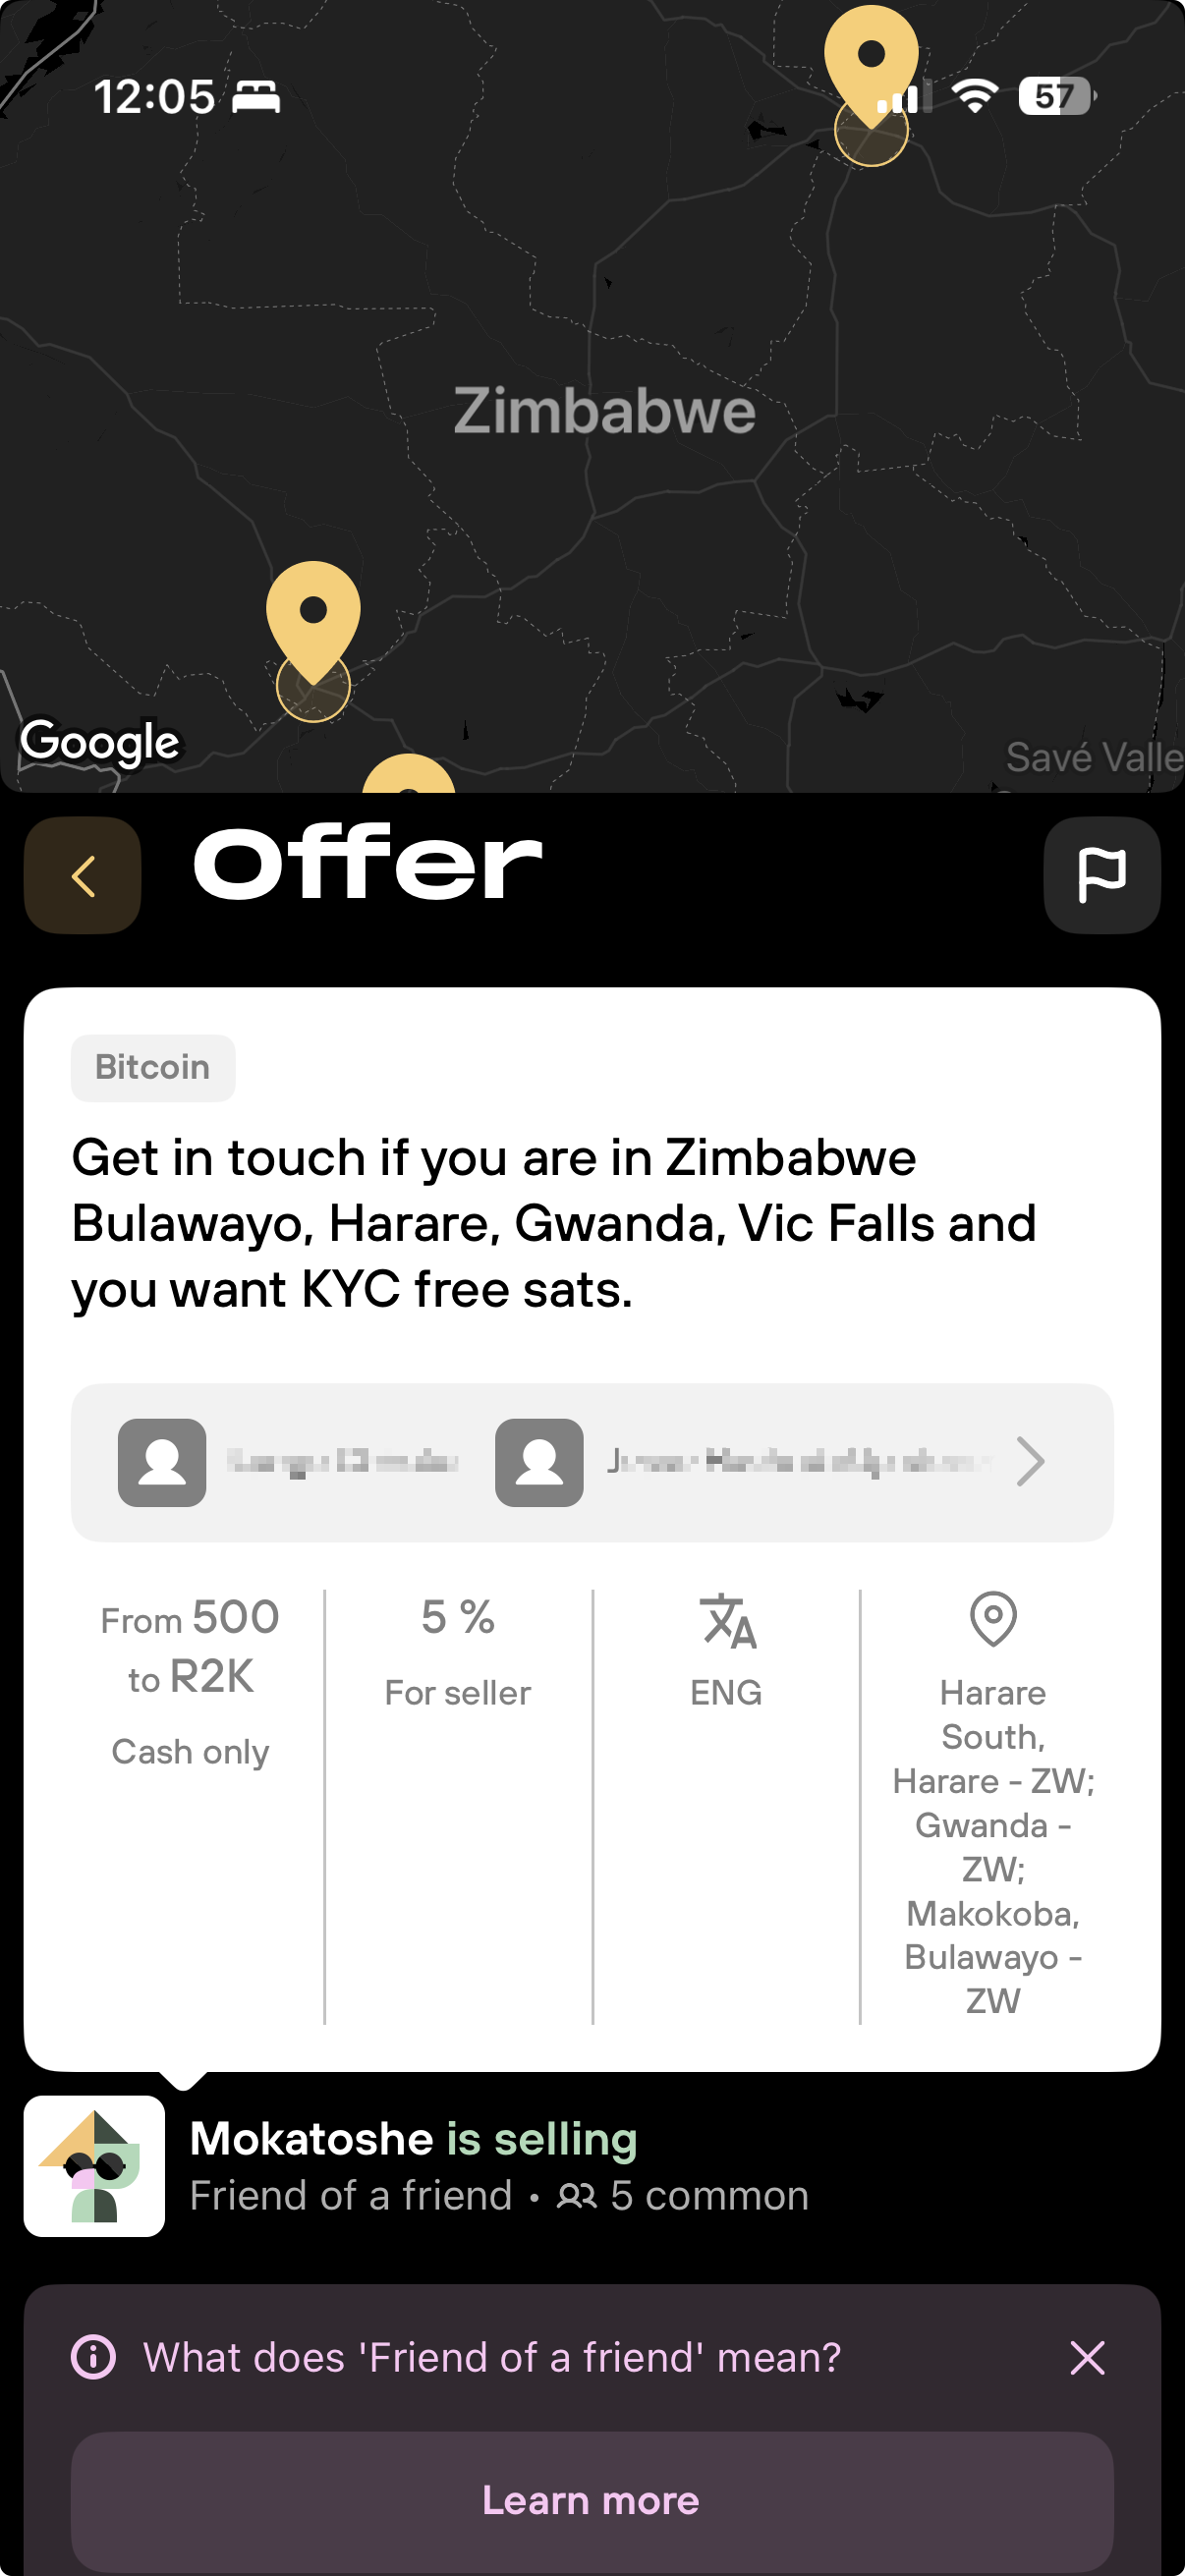 12:05
57
Zimbabwe
Google
Savé Valle
Offer
Bitcoin
Get in touch if you are in Zimbabwe
Bulawayo, Harare, Gwanda, Vic Falls and
you want KYC free sats.
From 500
to R2K
Cash only
5 %
For seller
ENG
Harare
South,
Harare - ZW;
Gwanda -
ZW;
Makokoba,
Bulawayo -
ZW
Mokatoshe is selling
Friend of a friend • 5 common
What does 'Friend of a friend' mean?
Learn more